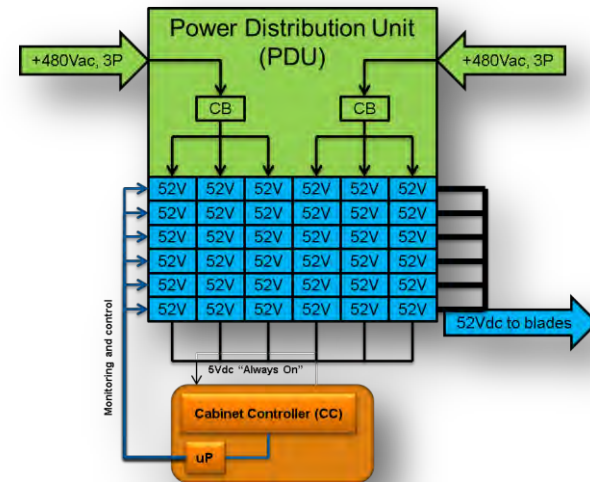 Power Distribution Unit
(PDU)
+480Vac, 3P
+480Vac, 3P
CB
CB
52V 52V 52V 52V 52V 52V
52V 52V 52V 52V 52V 52V
52V 52V 52V 52V 52V 52V
52V 52V 52V 52V 52V 52V
52V 52V 52V 52V 52V 52V
52V 52V 52V 52V 52V 52V
52Vdc to blades
Monitoring and control
5Vdc "Always On"
Cabinet Controller (CC)
uP